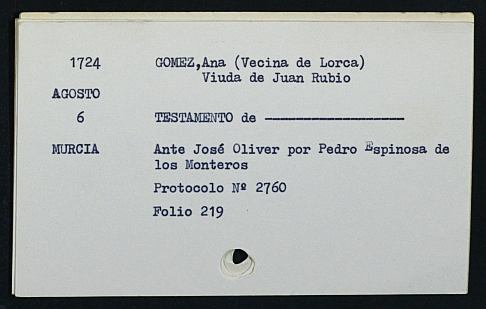 1724 GOMEZ,Ana (Vecina de Lorca)
Viuda de Juan Rubio
AGOSTO
6 TESTAMENTO de ------------------
MURCIA Ante José Oliver por Pedro Espinosa de
los Monteros
Protocolo Nº 2760
Folio 219